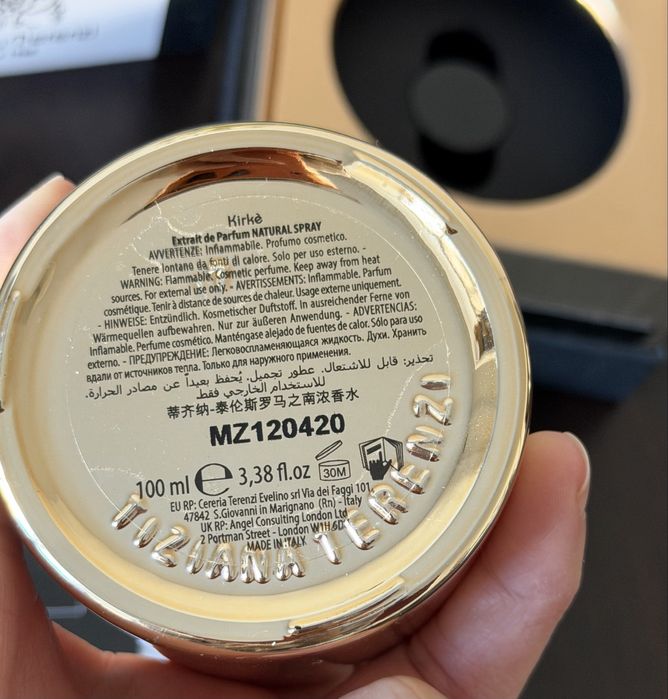 Kirkè
Extrait de Parfum NATURAL SPRAY
AVVERTENZE: Infiammabile. Profumo cosmetico.
Tenere lontano da fonti di calore. Solo per uso esterno. -
- WARNING: Flammable. Cosmetic perfume. Keep away from heat
sources. For external use only. - AVERTISSEMENTS: Inflammable. Parfum
cosmétique. Tenir à distance de sources de chaleur. Usage externe uniquement.
- HINWEISE: Entzündlich. Kosmetischer Duftstoff. In ausreichender Ferne von
Wärmequellen aufbewahren. Nur zur äußeren Anwendung. - ADVERTENCIAS:
Inflamable. Perfume cosmético. Manténgase alejado de fuentes de calor. Sólo para uso
externo. - ПРЕДУПРЕЖДЕНИЕ: Легковоспламеняющаяся жидкость. Духи. Хранить
вдали от источников тепла. Только для наружного применения.
تحذير: قابل للاشتعال. عطور تجميل. يُحفظ بعيداً عن مصادر الحرارة.
للاستخدام الخارجي فقط
蒂齐纳-泰伦斯罗马之南浓香水
MZ120420
100 ml e 3,38 fl.oz 30M
EU RP: Cereria Terenzi Evelino srl Via dei Faggi 101
47842 S.Giovanni in Marignano (Rn) - Italy
UK RP: Angel Consulting London Ltd
2 Portman Street - London W1H 6D
MADE IN ITALY
TIZIANA TERENZI